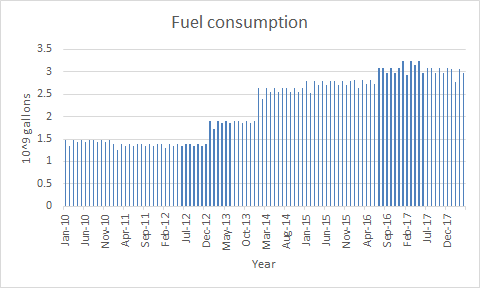 Fuel consumption
3.5
3
2.5
2
1.5
1
0.5
0
10^9 gallons
Jan-10
Jun-10
Nov-10
Apr-11
Sep-11
Feb-12
Jul-12
Dec-12
May-13
Oct-13
Mar-14
Aug-14
Jan-15
Jun-15
Nov-15
Apr-16
Sep-16
Feb-17
Jul-17
Dec-17
Year